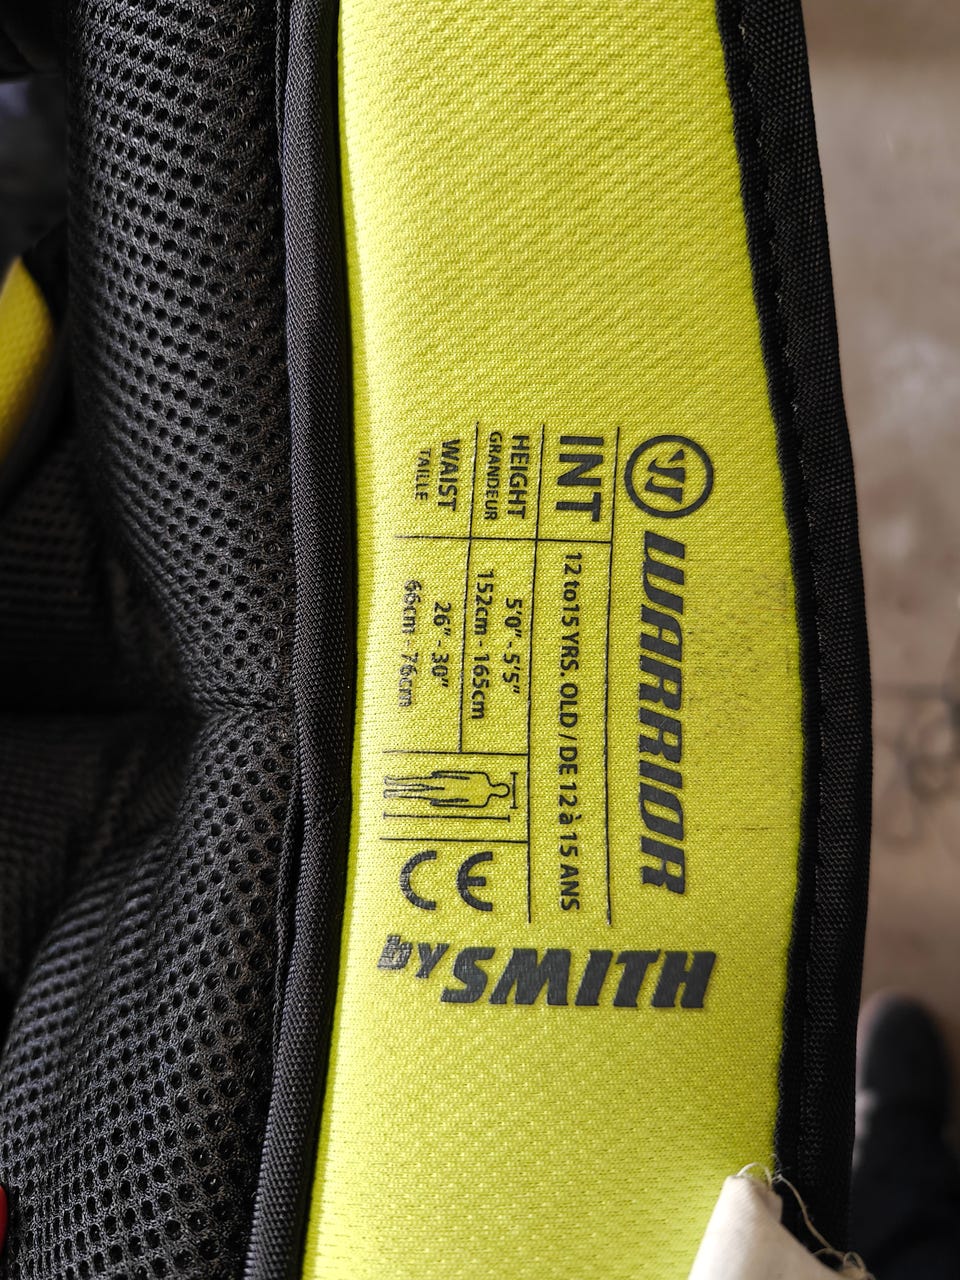 WARRIOR
INT 12 to 15 YRS. OLD / DE 12 à 15 ANS
HEIGHT 5'0" - 5'5"
GRANDEUR 152cm - 165cm
WAIST 26" - 30"
TAILLE 66cm - 76cm
CE
by SMITH